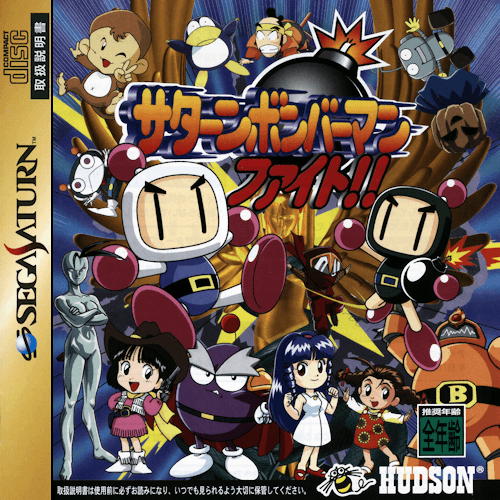 COMPACT
disc
取扱説明書
SEGA SATURN™
サターンボンバーマン
ファイト!!
B
推奨年齢
全年齢
HUDSON®
取扱説明書は使用前に必ずお読みになり、いつでも見られるよう大切に保管してください。